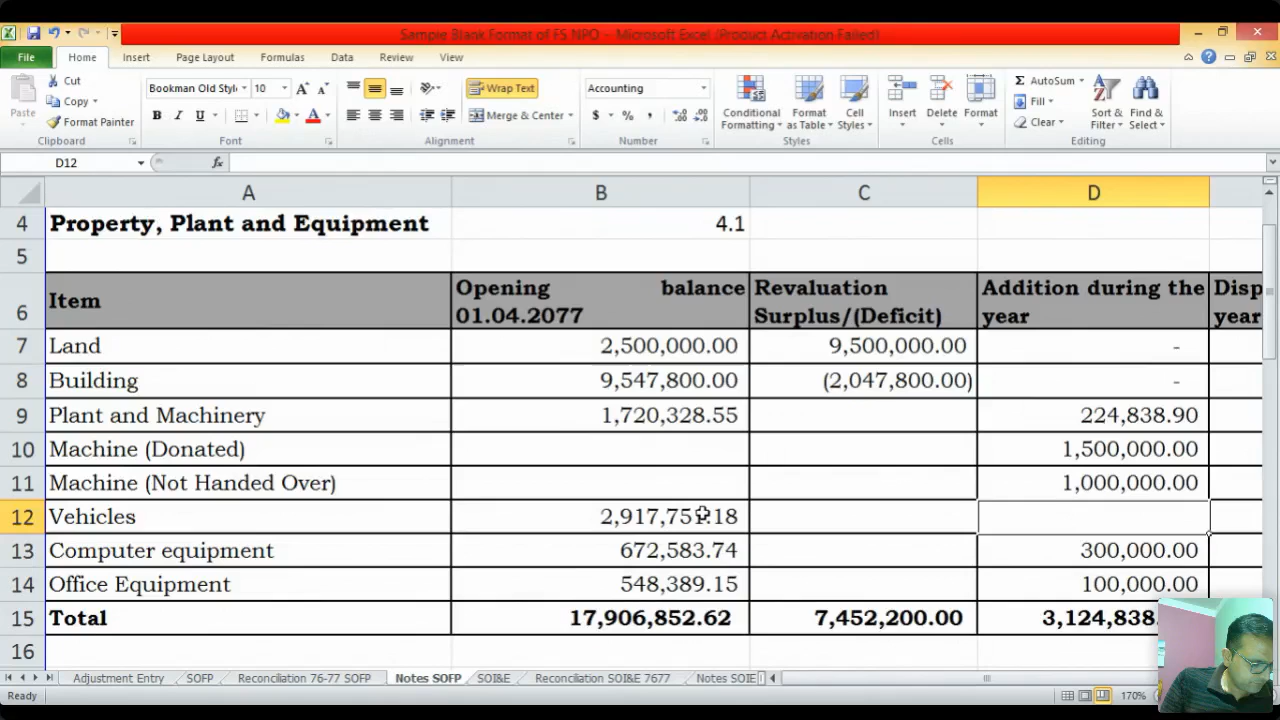 Sample Blank Format of FS NPO - Microsoft Excel (Product Activation Failed)
File Home Insert Page Layout Formulas Data Review View
Cut
Copy
Format Painter
Paste
Clipboard
Bookman Old Styl 10
B I U
Font
Wrap Text
Merge & Center
Alignment
Accounting
$ % ,
Number
Conditional Formatting
Format as Table
Cell Styles
Styles
Insert Delete Format
Cells
AutoSum
Fill
Clear
Sort & Filter
Find & Select
Editing
D12 fx
A B C D
4 Property, Plant and Equipment 4.1
5
6 Item Opening balance 01.04.2077 Revaluation Surplus/(Deficit) Addition during the year Disp year
7 Land 2,500,000.00 9,500,000.00 -
8 Building 9,547,800.00 (2,047,800.00) -
9 Plant and Machinery 1,720,328.55 224,838.90
10 Machine (Donated) 1,500,000.00
11 Machine (Not Handed Over) 1,000,000.00
12 Vehicles 2,917,751.18
13 Computer equipment 672,583.74 300,000.00
14 Office Equipment 548,389.15 100,000.00
15 Total 17,906,852.62 7,452,200.00 3,124,838.
16
Adjustment Entry SOFP Reconciliation 76-77 SOFP Notes SOFP SOI&E Reconciliation SOI&E 7677 Notes SOIE
Ready 170%